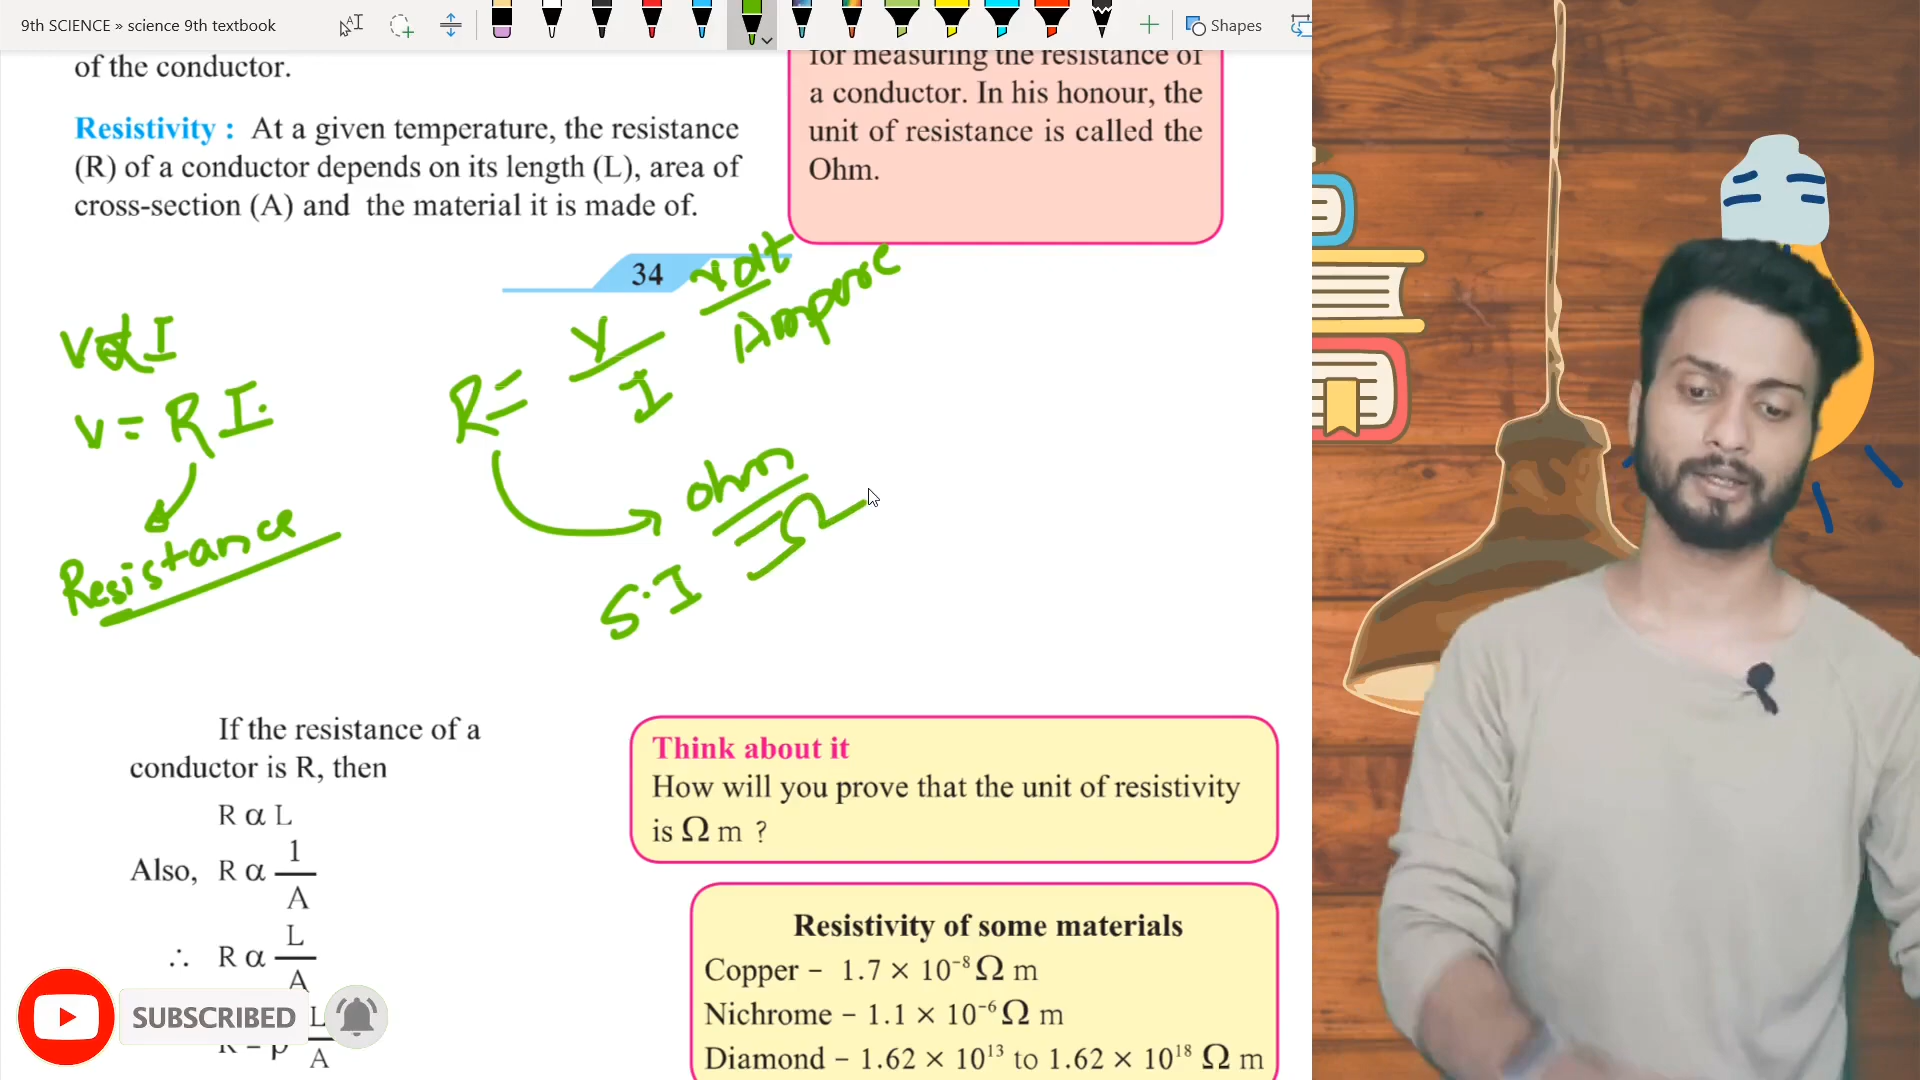 9th SCIENCE » science 9th textbook
Shapes
of the conductor.
Resistivity : At a given temperature, the resistance
(R) of a conductor depends on its length (L), area of
cross-section (A) and the material it is made of.
for measuring the resistance of
a conductor. In his honour, the
unit of resistance is called the
Ohm.
34
V α I
V = R I.
Resistance
R = V / I
volt / Ampere
ohm
Ω
S.I
If the resistance of a
conductor is R, then
R α L
Also, R α 1 / A
∴ R α L / A
R = ρ L / A
Think about it
How will you prove that the unit of resistivity
is Ω m ?
Resistivity of some materials
Copper - 1.7 × 10⁻⁸ Ω m
Nichrome - 1.1 × 10⁻⁶ Ω m
Diamond - 1.62 × 10¹³ to 1.62 × 10¹⁸ Ω m
SUBSCRIBED